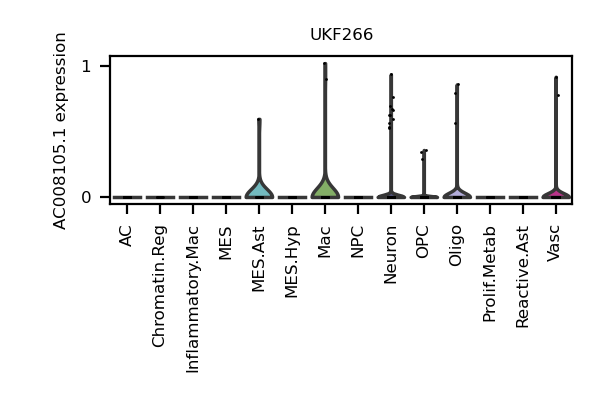 UKF266
AC008105.1 expression
1
0
AC
Chromatin.Reg
Inflammatory.Mac
MES
MES.Ast
MES.Hyp
Mac
NPC
Neuron
OPC
Oligo
Prolif.Metab
Reactive.Ast
Vasc